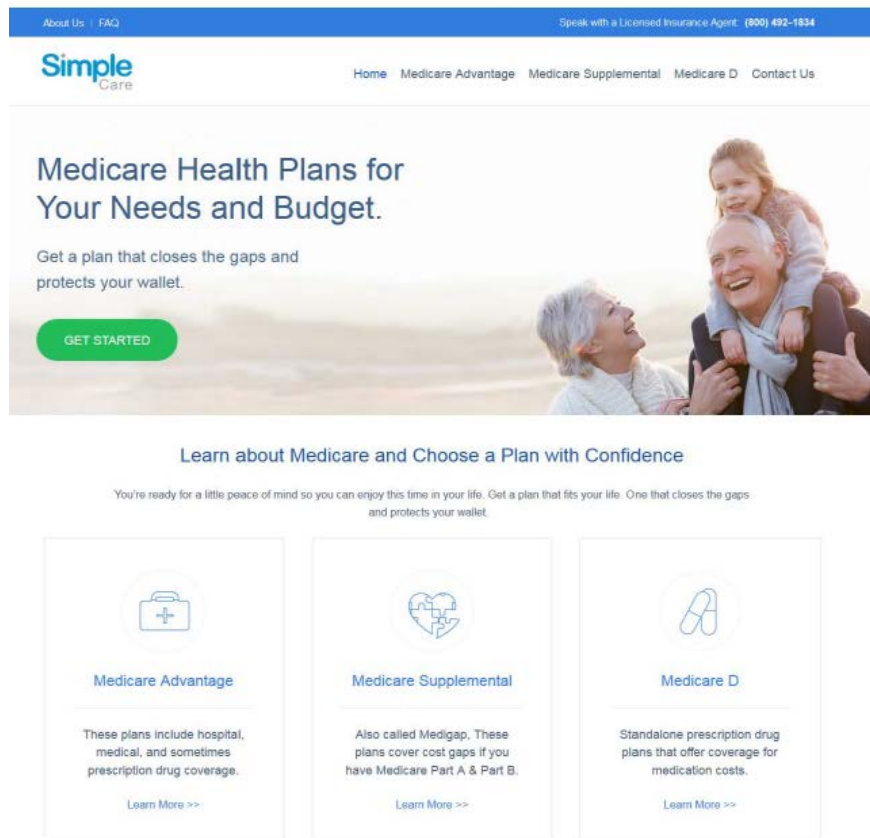 About Us | FAQ
Speak with a Licensed Insurance Agent: (800) 492-1834
Simple
Care
Home Medicare Advantage Medicare Supplemental Medicare D Contact Us
Medicare Health Plans for
Your Needs and Budget.
Get a plan that closes the gaps and
protects your wallet.
GET STARTED
Learn about Medicare and Choose a Plan with Confidence
You're ready for a little peace of mind so you can enjoy this time in your life. Get a plan that fits your life. One that closes the gaps
and protects your wallet.
Medicare Advantage
These plans include hospital,
medical, and sometimes
prescription drug coverage.
Learn More >>
Medicare Supplemental
Also called Medigap, These
plans cover cost gaps if you
have Medicare Part A & Part B.
Learn More >>
Medicare D
Standalone prescription drug
plans that offer coverage for
medication costs.
Learn More >>